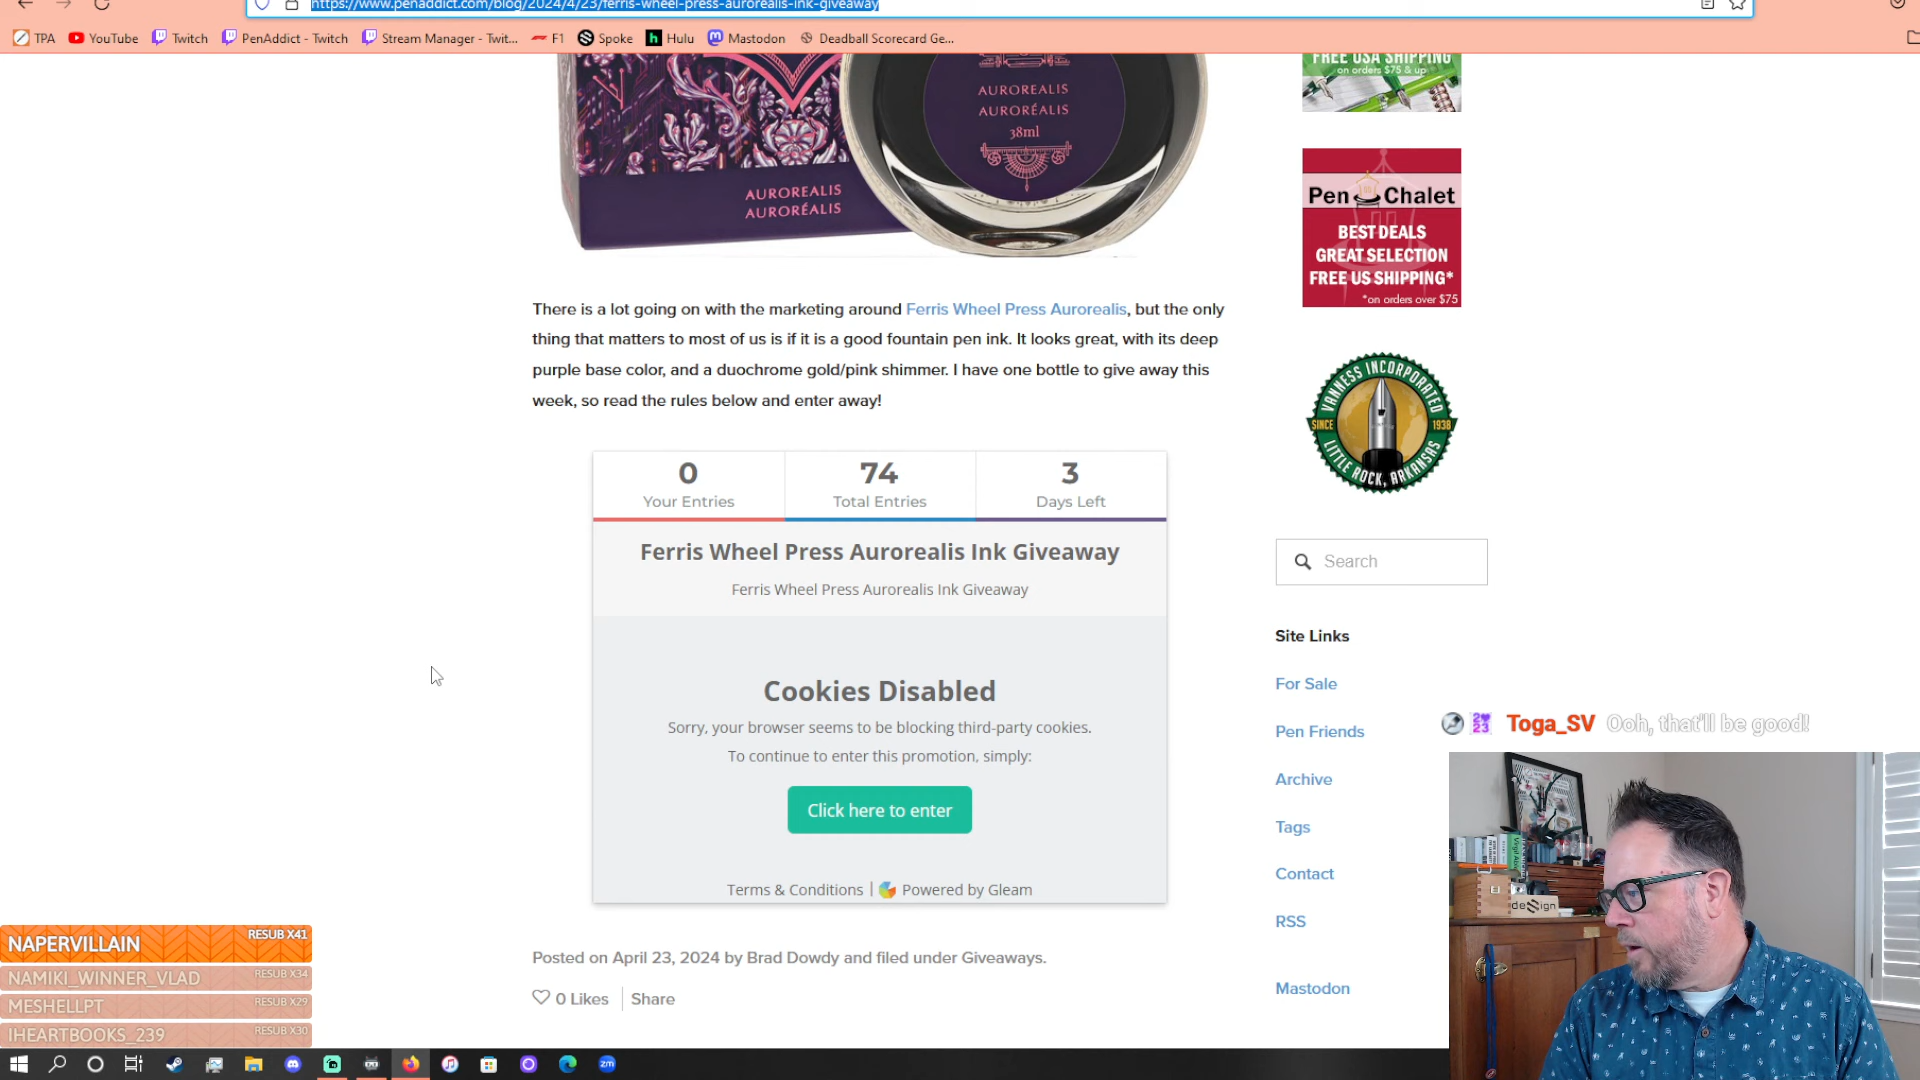 https://www.penaddict.com/blog/2024/4/23/ferris-wheel-press-aurorealis-ink-giveaway
TPA YouTube Twitch PenAddict - Twitch Stream Manager - Twit... F1 Spoke Hulu Mastodon Deadball Scorecard Ge...
AUROREALIS
AURORÉALIS
38ml
AUROREALIS
AURORÉALIS
FREE USA SHIPPING
on orders $75 & up
Pen Chalet
BEST DEALS
GREAT SELECTION
FREE US SHIPPING*
*on orders over $75
There is a lot going on with the marketing around Ferris Wheel Press Aurorealis, but the only
thing that matters to most of us is if it is a good fountain pen ink. It looks great, with its deep
purple base color, and a duochrome gold/pink shimmer. I have one bottle to give away this
week, so read the rules below and enter away!
VANNESS INCORPORATED
SINCE 1938
LITTLE ROCK, ARKANSAS
0 74 3
Your Entries Total Entries Days Left
Ferris Wheel Press Aurorealis Ink Giveaway
Ferris Wheel Press Aurorealis Ink Giveaway
Cookies Disabled
Sorry, your browser seems to be blocking third-party cookies.
To continue to enter this promotion, simply:
Click here to enter
Terms & Conditions | Powered by Gleam
Search
Site Links
For Sale
Pen Friends
Archive
Tags
Contact
RSS
Mastodon
Toga_SV Ooh, that'll be good!
Posted on April 23, 2024 by Brad Dowdy and filed under Giveaways.
0 Likes Share
NAPERVILLAIN RESUB X41
NAMIKI_WINNER_VLAD RESUB X34
MESHELLPT RESUB X29
IHEARTBOOKS_239 RESUB X30